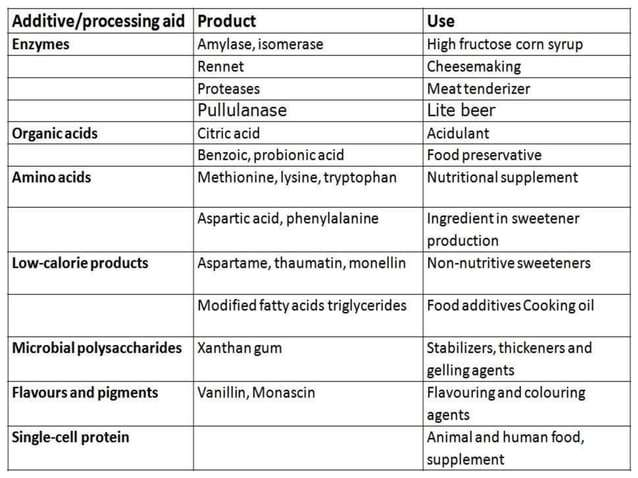 Additive/processing aid Product Use
Enzymes Amylase, isomerase High fructose corn syrup
Rennet Cheesemaking
Proteases Meat tenderizer
Pullulanase Lite beer
Organic acids Citric acid Acidulant
Benzoic, probionic acid Food preservative
Amino acids Methionine, lysine, tryptophan Nutritional supplement
Aspartic acid, phenylalanine Ingredient in sweetener
production
Low-calorie products Aspartame, thaumatin, monellin Non-nutritive sweeteners
Modified fatty acids triglycerides Food additives Cooking oil
Microbial polysaccharides Xanthan gum Stabilizers, thickeners and
gelling agents
Flavours and pigments Vanillin, Monascin Flavouring and colouring
agents
Single-cell protein Animal and human food,
supplement